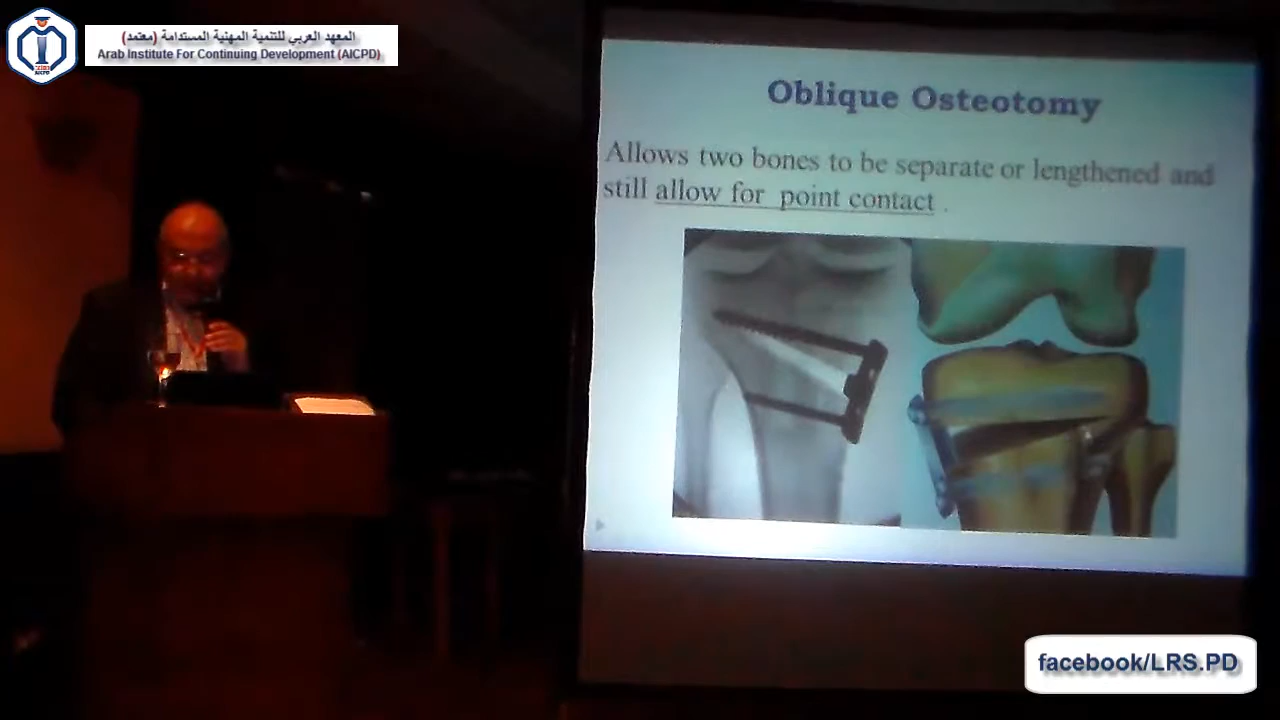 المعهد العربي للتنمية المهنية المستدامة (معتمد)
Arab Institute For Continuing Development (AICPD)
AICPD
Oblique Osteotomy
Allows two bones to be separate or lengthened and
still allow for point contact .
facebook/LRS.PD